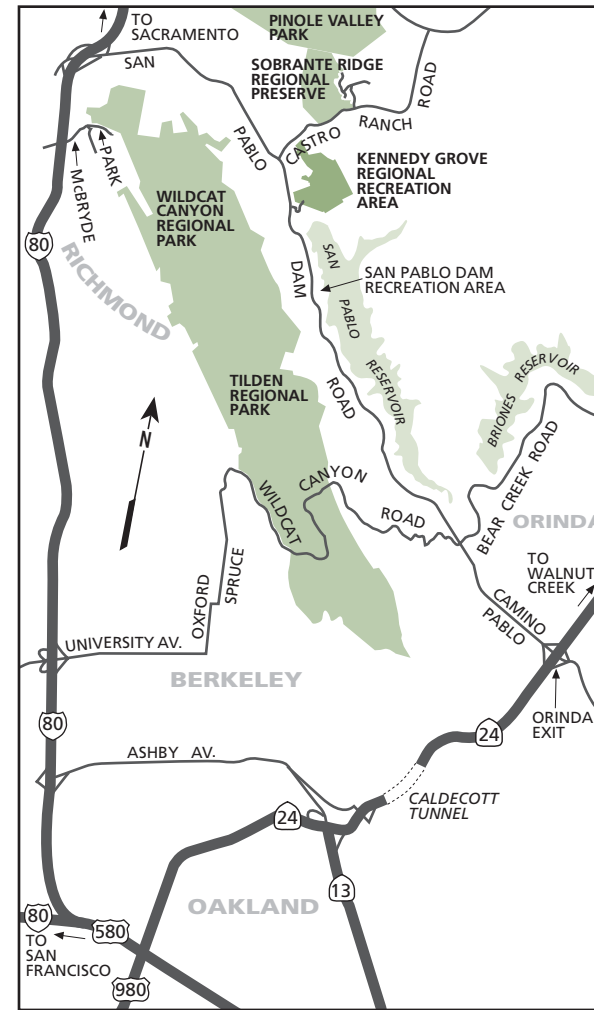 TO
SACRAMENTO
PINOLE VALLEY
PARK
SAN
PABLO
DAM
ROAD
SOBRANTE RIDGE
REGIONAL
PRESERVE
CASTRO
RANCH
ROAD
KENNEDY GROVE
REGIONAL
RECREATION
AREA
PARK
McBRYDE
WILDCAT
CANYON
REGIONAL
PARK
80
RICHMOND
SAN PABLO DAM
RECREATION AREA
SAN
PABLO
RESERVOIR
BRIONES
RESERVOIR
TILDEN
REGIONAL
PARK
N
WILDCAT
CANYON
ROAD
BEAR CREEK ROAD
ORINDA
TO
WALNUT
CREEK
OXFORD
SPRUCE
CAMINO
PABLO
UNIVERSITY AV.
BERKELEY
80
24
ORINDA
EXIT
ASHBY AV.
CALDECOTT
TUNNEL
24
13
OAKLAND
80
580
TO
SAN
FRANCISCO
980